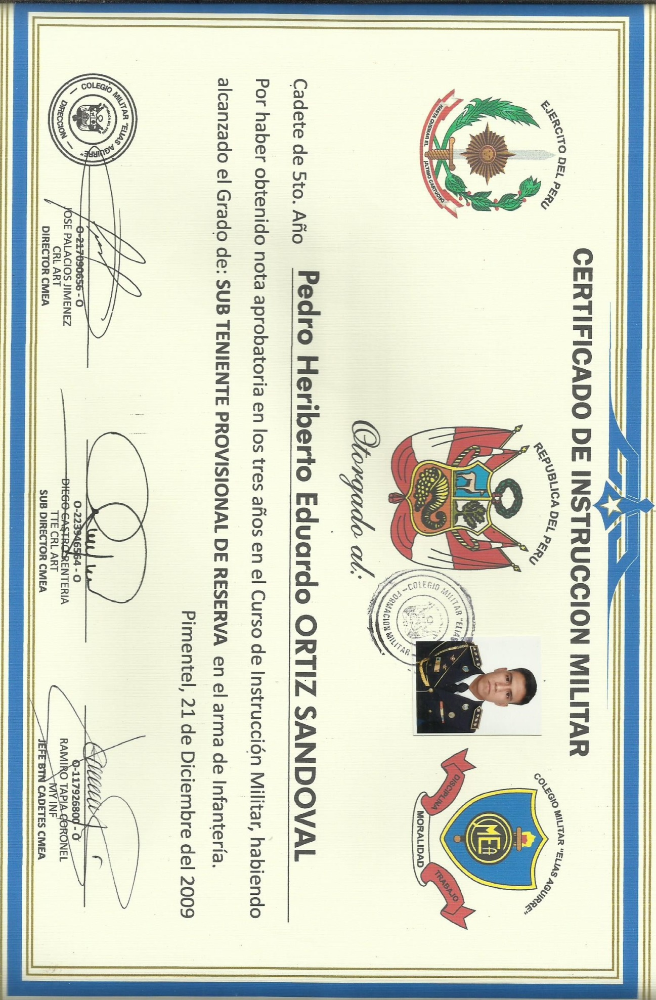 CERTIFICADO DE INSTRUCCION MILITAR
EJERCITO DEL PERU
HASTA QUEMAR EL ULTIMO CARTUCHO
REPUBLICA DEL PERU
COLEGIO MILITAR "ELIAS AGUIRRE"
MEA
DISCIPLINA
MORALIDAD
TRABAJO
COLEGIO MILITAR "ELIAS
FORMACION MILITAR
Otorgado al:
Cadete de 5to. Año Pedro Heriberto Eduardo ORTIZ SANDOVAL
Por haber obtenido nota aprobatoria en los tres años en el Curso de Instrucción Militar, habiendo
alcanzado el Grado de: SUB TENIENTE PROVISIONAL DE RESERVA en el arma de Infantería.
Pimentel, 21 de Diciembre del 2009
COLEGIO MILITAR "ELIAS AGUIRRE"
REPUBLICA DEL PERU
DIRECCION
O-217090656 - O
JOSE PALACIOS JIMENEZ
CRL ART
DIRECTOR CMEA
O-223946564 - O
DIEGO CASTRO RENTERIA
TTE CRL ART
SUB DIRECTOR CMEA
O-117926800 - O
RAMIRO TAPIA CORONEL
MY INF
JEFE BTN CADETES CMEA